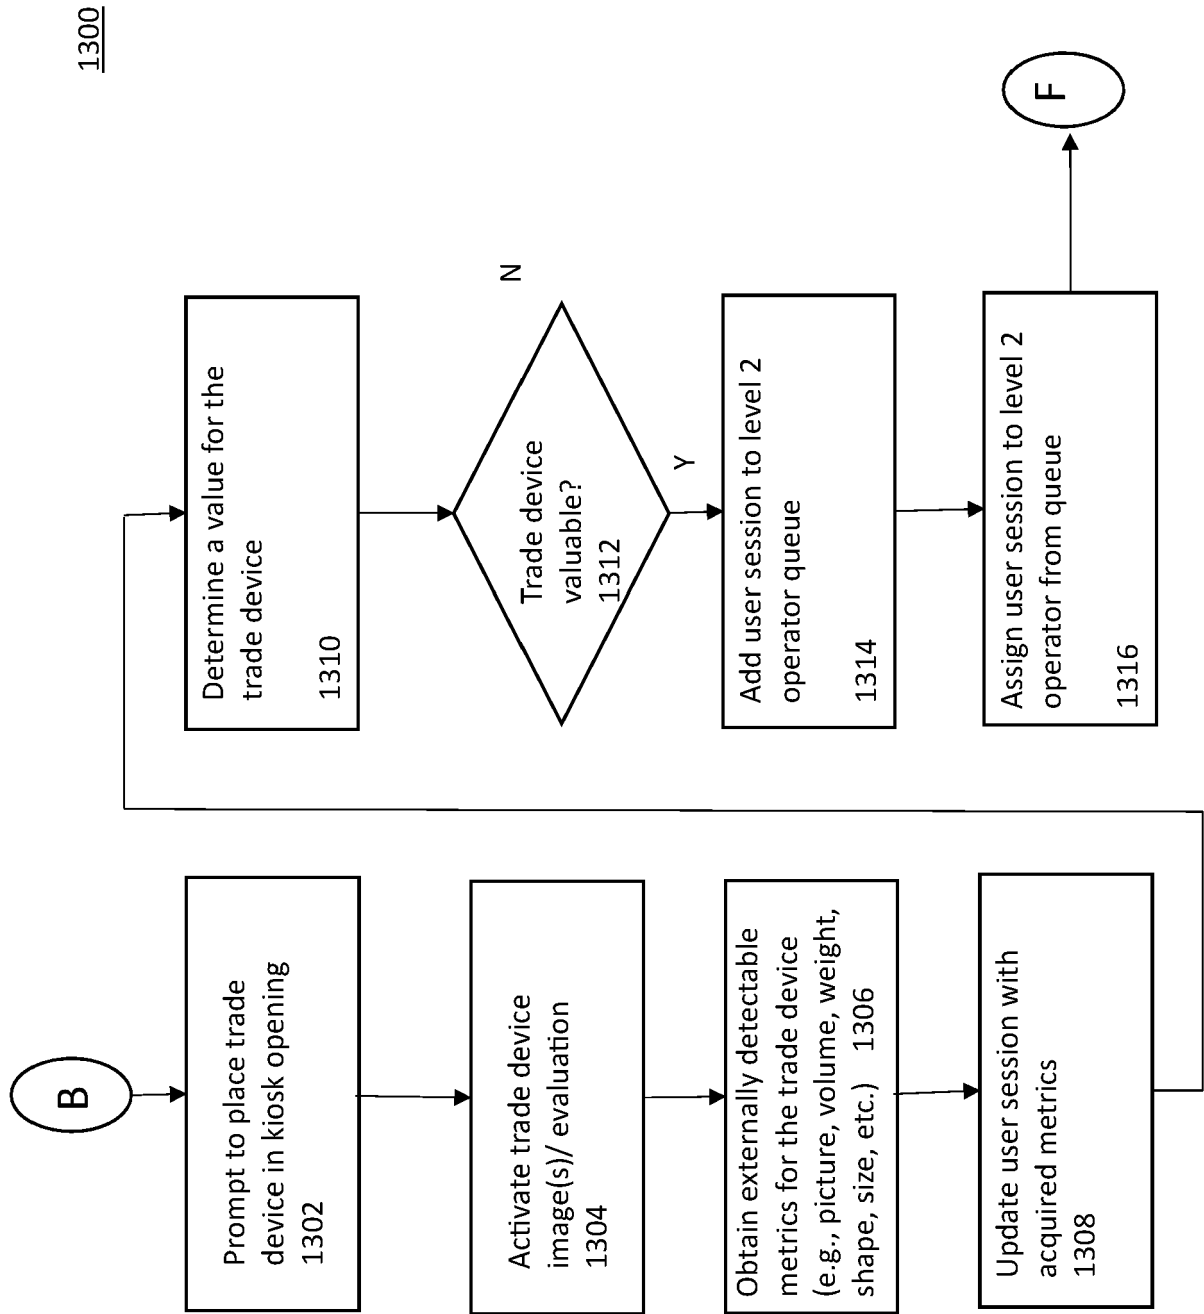 1300
B
Prompt to place trade
device in kiosk opening
1302
Activate trade device
image(s)/ evaluation
1304
Obtain externally detectable
metrics for the trade device
(e.g., picture, volume, weight,
shape, size, etc.) 1306
Update user session with
acquired metrics
1308
Determine a value for the
trade device
1310
Trade device
valuable?
1312
N
Y
Add user session to level 2
operator queue
1314
Assign user session to level 2
operator from queue
1316
F